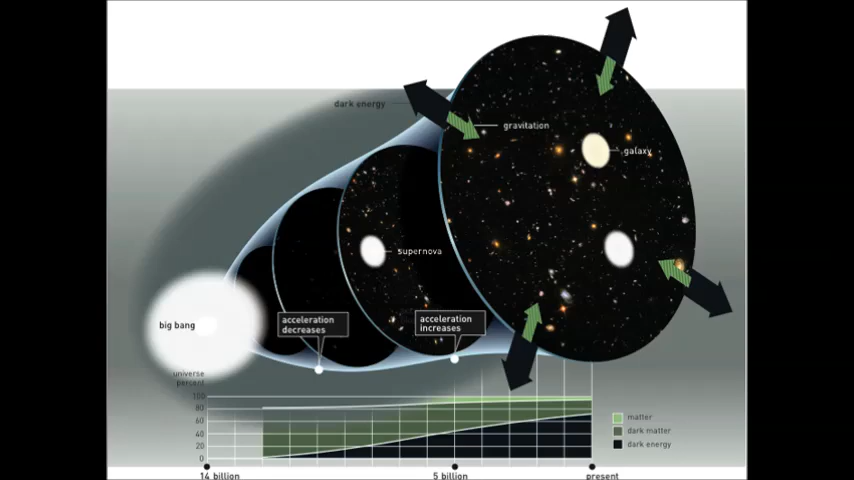 dark energy
gravitation
galaxy
supernova
big bang
acceleration
decreases
acceleration
increases
universe
percent
100
80
60
40
20
0
matter
dark matter
dark energy
14 billion
5 billion
present